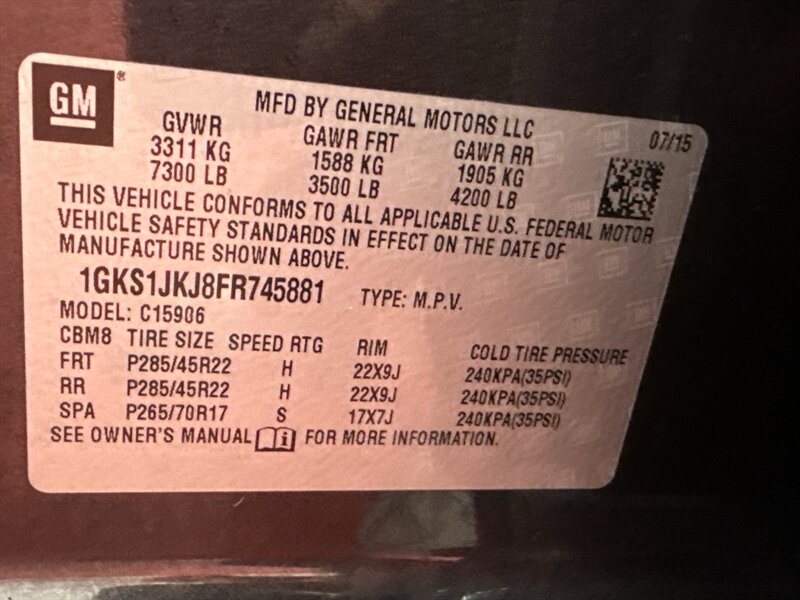 GM ®
MFD BY GENERAL MOTORS LLC
07/15
GVWR GAWR FRT GAWR RR
3311 KG 1588 KG 1905 KG
7300 LB 3500 LB 4200 LB
THIS VEHICLE CONFORMS TO ALL APPLICABLE U.S. FEDERAL MOTOR
VEHICLE SAFETY STANDARDS IN EFFECT ON THE DATE OF
MANUFACTURE SHOWN ABOVE.
1GKS1JKJ8FR745881 TYPE: M.P.V.
MODEL: C15906
CBM8 TIRE SIZE SPEED RTG RIM COLD TIRE PRESSURE
FRT P285/45R22 H 22X9J 240KPA(35PSI)
RR P285/45R22 H 22X9J 240KPA(35PSI)
SPA P265/70R17 S 17X7J 240KPA(35PSI)
SEE OWNER'S MANUAL FOR MORE INFORMATION.